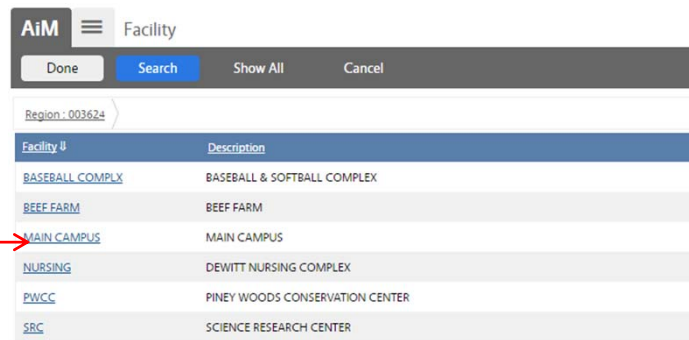 AiM Facility
Done Search Show All Cancel
Region : 003624
Facility⇓ Description
BASEBALL COMPLX BASEBALL & SOFTBALL COMPLEX
BEEF FARM BEEF FARM
MAIN CAMPUS MAIN CAMPUS
NURSING DEWITT NURSING COMPLEX
PWCC PINEY WOODS CONSERVATION CENTER
SRC SCIENCE RESEARCH CENTER